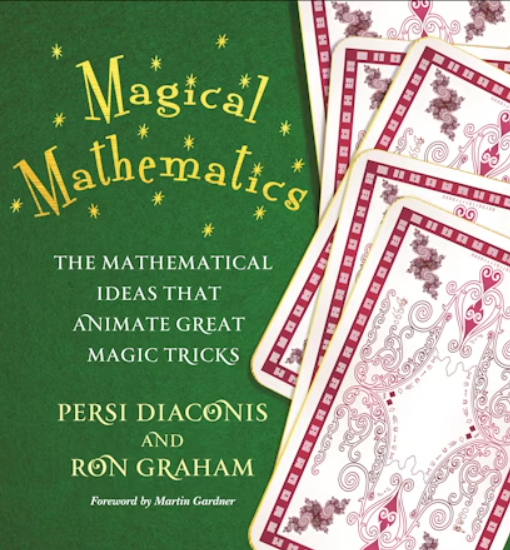 Magical
Mathematics
THE MATHEMATICAL
IDEAS THAT
ANIMATE GREAT
MAGIC TRICKS
PERSI DIACONIS
AND
RON GRAHAM
Foreword by Martin Gardner